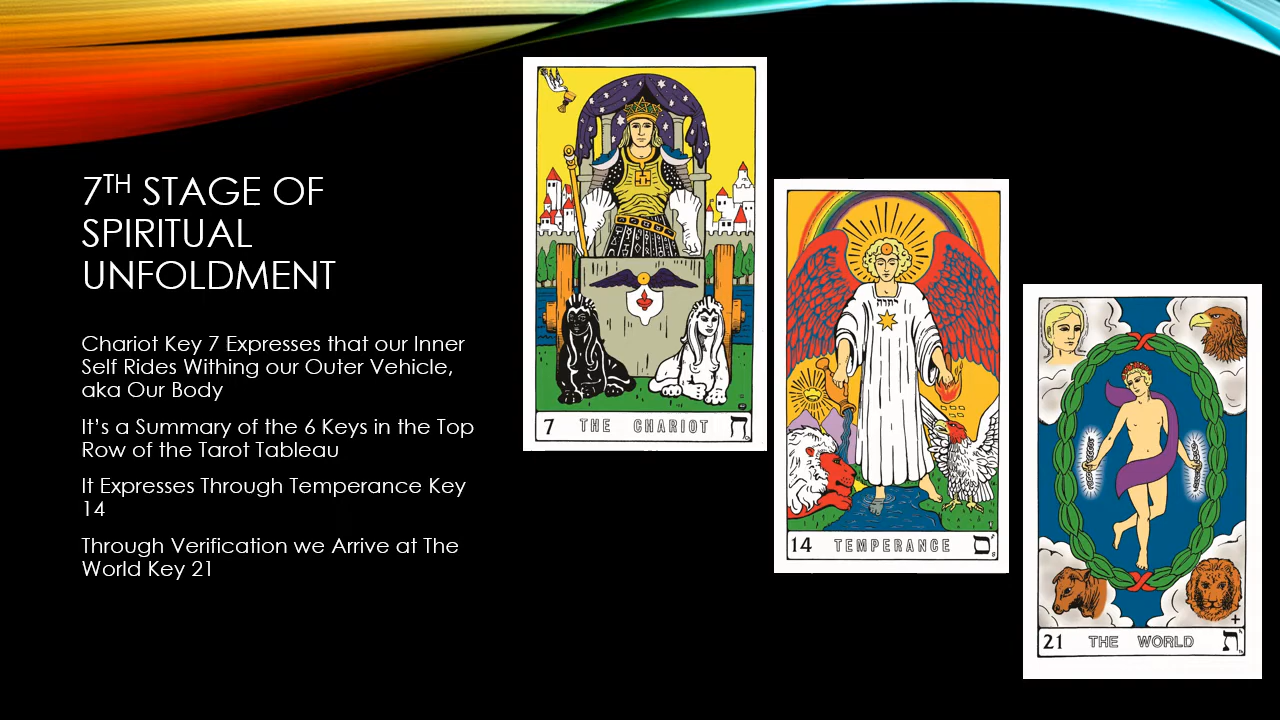 7TH STAGE OF
SPIRITUAL
UNFOLDMENT
Chariot Key 7 Expresses that our Inner
Self Rides Withing our Outer Vehicle,
aka Our Body
It's a Summary of the 6 Keys in the Top
Row of the Tarot Tableau
It Expresses Through Temperance Key
14
Through Verification we Arrive at The
World Key 21
7 THE CHARIOT ח
יהוה
14 TEMPERANCE ס
21 THE WORLD ת